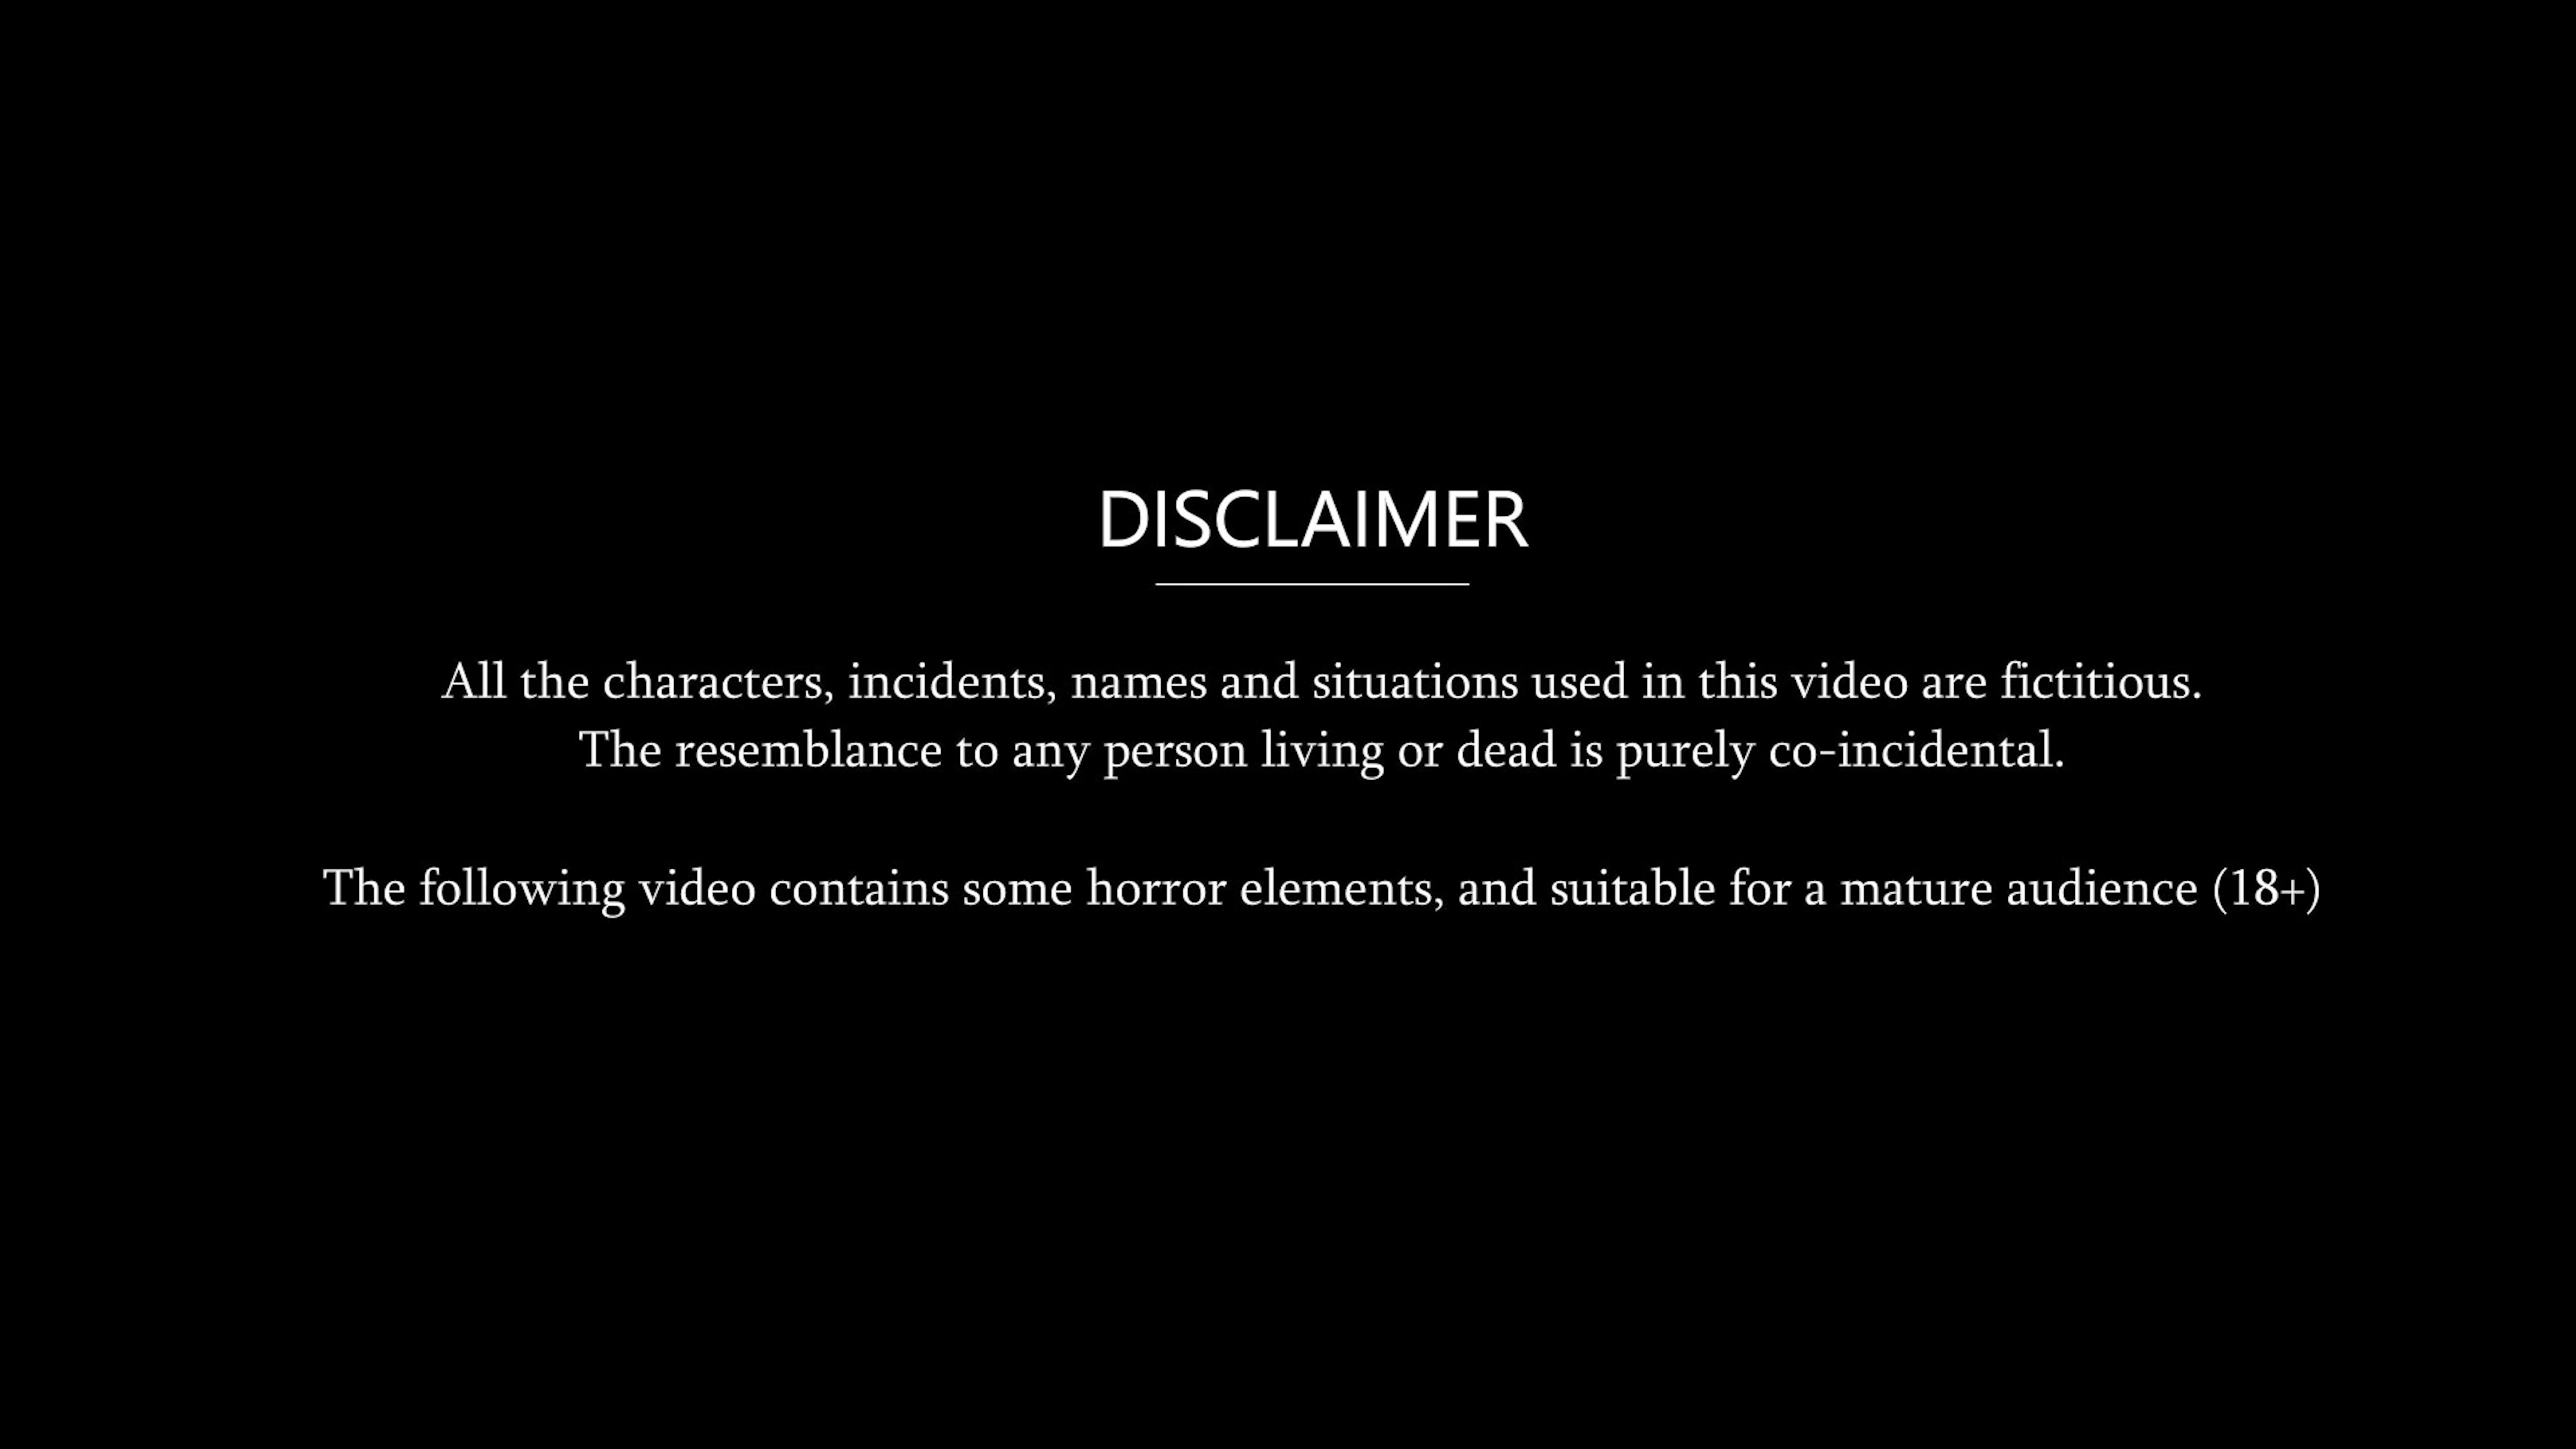 DISCLAIMER
All the characters, incidents, names and situations used in this video are fictitious.
The resemblance to any person living or dead is purely co-incidental.
The following video contains some horror elements, and suitable for a mature audience (18+)